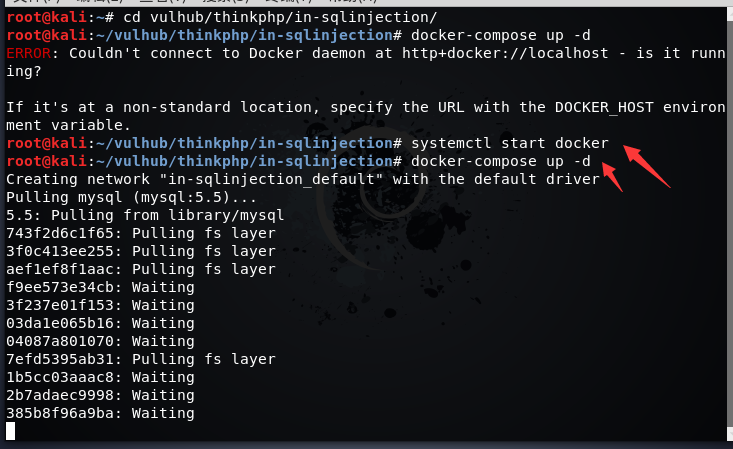 root@kali:~# cd vulhub/thinkphp/in-sqlinjection/
root@kali:~/vulhub/thinkphp/in-sqlinjection# docker-compose up -d
ERROR: Couldn't connect to Docker daemon at http+docker://localhost - is it runn
ing?
If it's at a non-standard location, specify the URL with the DOCKER_HOST environ
ment variable.
root@kali:~/vulhub/thinkphp/in-sqlinjection# systemctl start docker
root@kali:~/vulhub/thinkphp/in-sqlinjection# docker-compose up -d
Creating network "in-sqlinjection_default" with the default driver
Pulling mysql (mysql:5.5)...
5.5: Pulling from library/mysql
743f2d6c1f65: Pulling fs layer
3f0c413ee255: Pulling fs layer
aef1ef8f1aac: Pulling fs layer
f9ee573e34cb: Waiting
3f237e01f153: Waiting
03da1e065b16: Waiting
04087a801070: Waiting
7efd5395ab31: Pulling fs layer
1b5cc03aaac8: Waiting
2b7adaec9998: Waiting
385b8f96a9ba: Waiting